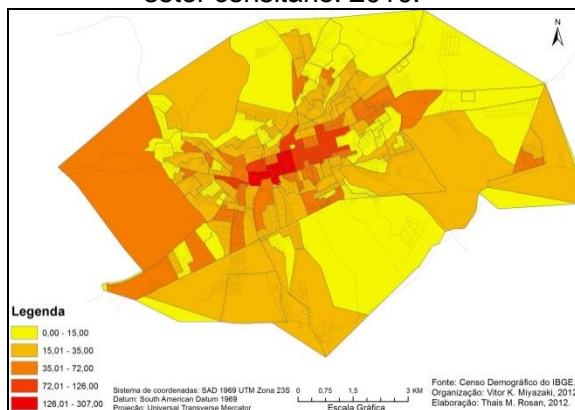 setor censitário. 2010.
N
Legenda
0,00 - 15,00
15,01 - 35,00
35,01 - 72,00
72,01 - 126,00
126,01 - 307,00
Sistema de coordenadas: SAD 1969 UTM Zona 23S
Datum: South American Datum 1969
Projeção: Universal Transverse Mercator
0 0,75 1,5 3 KM
Escala Gráfica
Fonte: Censo Demográfico do IBGE,
Organização: Vitor K. Miyazaki, 2012
Elaboração: Thais M. Rosan, 2012.